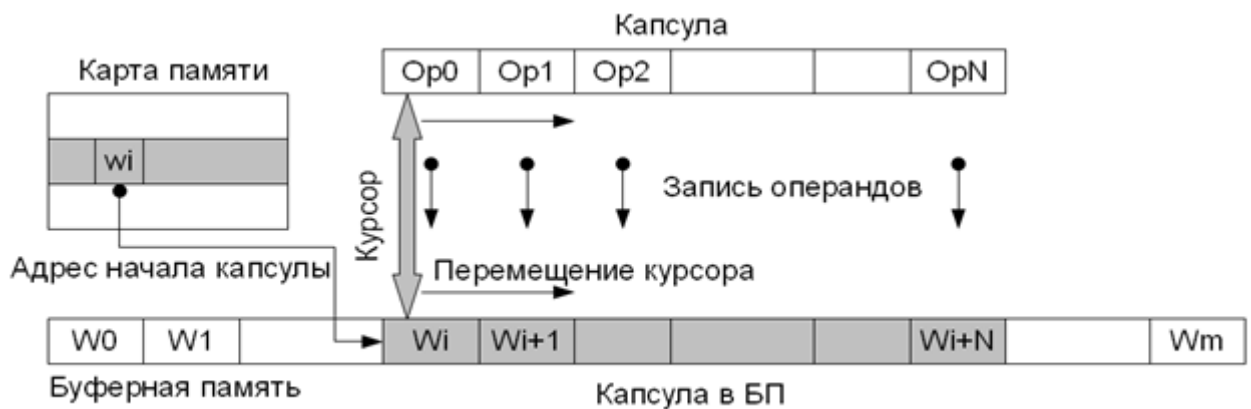 Капсула
Карта памяти
Op0 Op1 Op2 OpN
wi
Курсор
Запись операндов
Адрес начала капсулы
Перемещение курсора
W0 W1 Wi Wi+1 Wi+N Wm
Буферная память
Капсула в БП